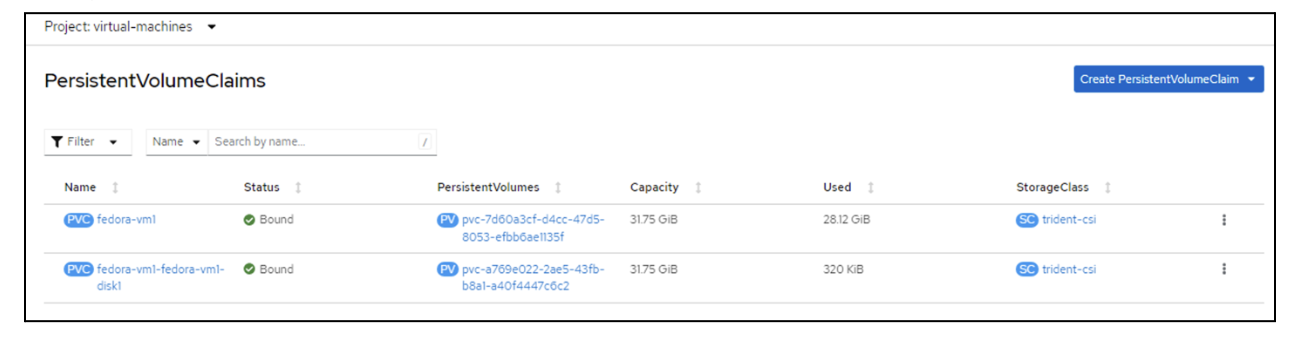 Project: virtual-machines
PersistentVolumeClaims
Create PersistentVolumeClaim
Filter Name Search by name... /
Name Status PersistentVolumes Capacity Used StorageClass
PVC fedora-vm1 Bound PV pvc-7d60a3cf-d4cc-47d5- 31.75 GiB 28.12 GiB SC trident-csi
8053-efbb6ae1135f
PVC fedora-vm1-fedora-vm1- Bound PV pvc-a769e022-2ae5-43fb- 31.75 GiB 320 KiB SC trident-csi
disk1 b8a1-a40f4447c6c2